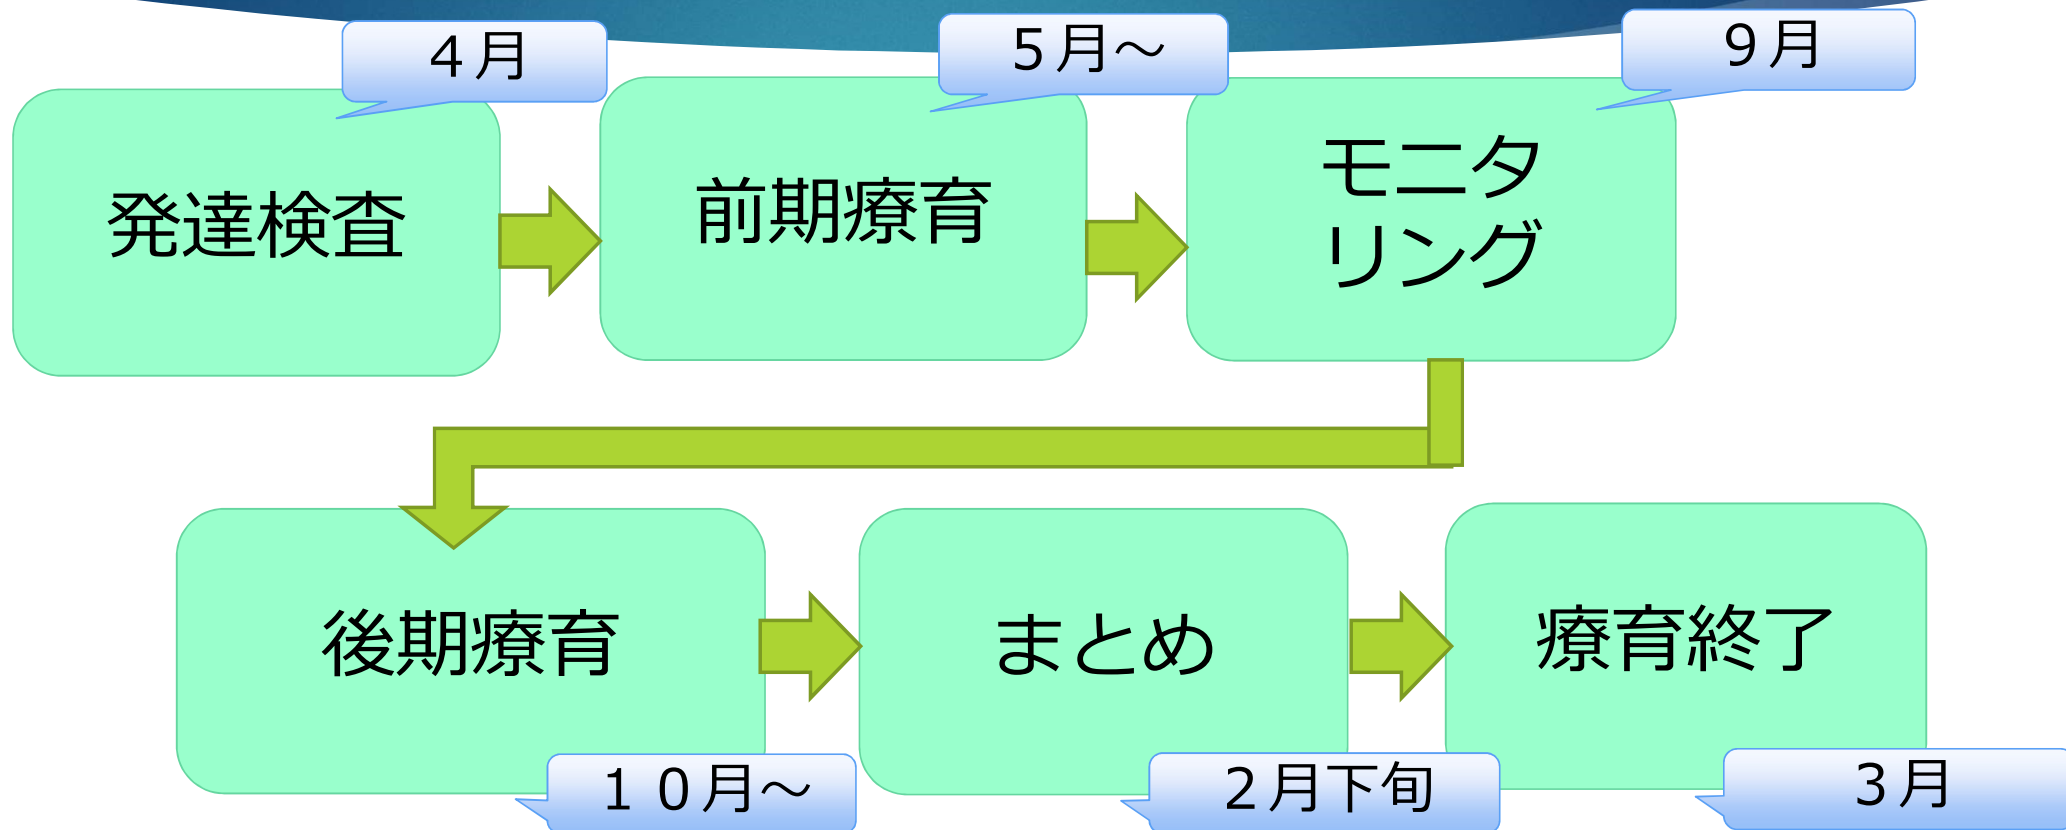 ４月
発達検査
５月～
前期療育
９月
モニタ
リング
後期療育
１０月～
まとめ
２月下旬
療育終了
３月